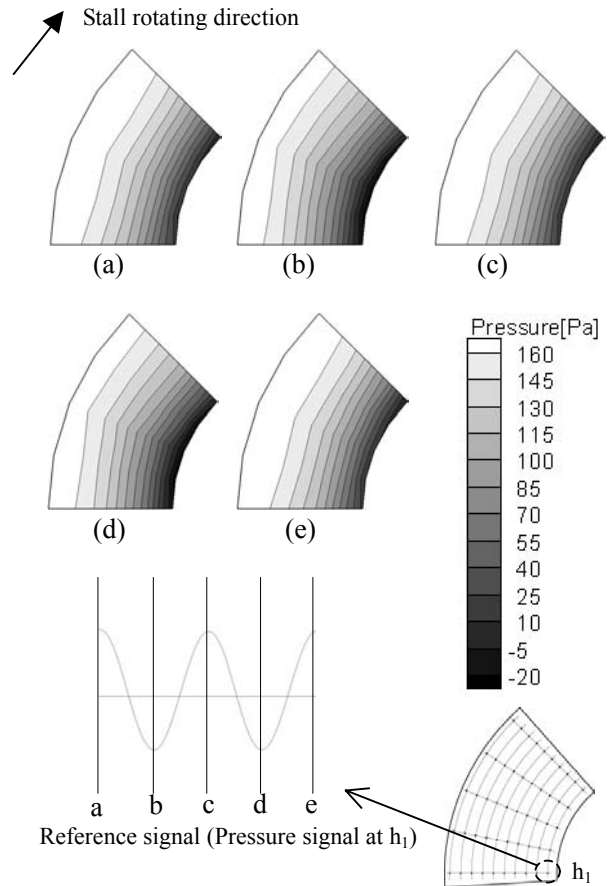 Stall rotating direction
(a)
(b)
(c)
(d)
(e)
Pressure[Pa]
160
145
130
115
100
85
70
55
40
25
10
-5
-20
a
b
c
d
e
Reference signal (Pressure signal at h₁)
h₁